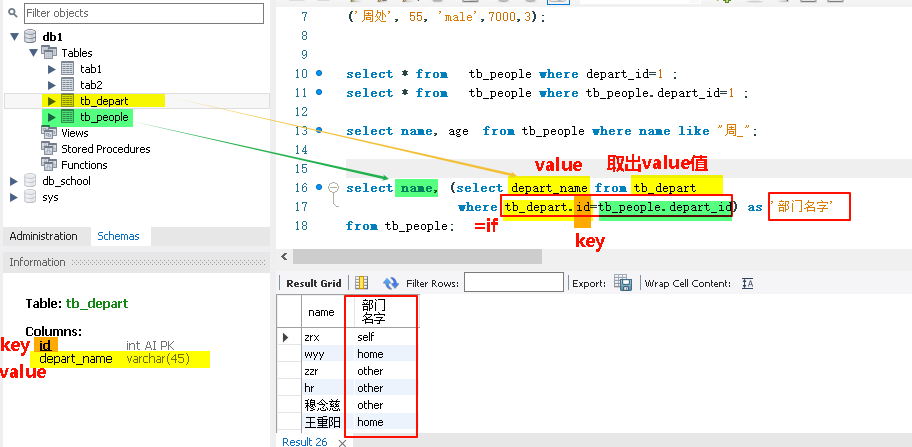 Filter objects
db1
Tables
tab1
tab2
tb_depart
tb_people
Views
Stored Procedures
Functions
db_school
sys
Administration Schemas
Information
Table: tb_depart
Columns:
key id int AI PK
depart_name varchar(45)
value
7 ('周处', 55, 'male',7000,3);
8
9
10 select * from tb_people where depart_id=1 ;
11 select * from tb_people where tb_people.depart_id=1 ;
12
13 select name, age from tb_people where name like "周_";
14
15
value 取出value值
16 select name, (select depart_name from tb_depart
17 where tb_depart.id=tb_people.depart_id) as '部门名字'
18 from tb_people; =if
key
Result Grid Filter Rows: Export: Wrap Cell Content: IA
name 部门
名字
zrx self
wyy home
zzr other
hr other
穆念慈 other
王重阳 home
Result 26 ×